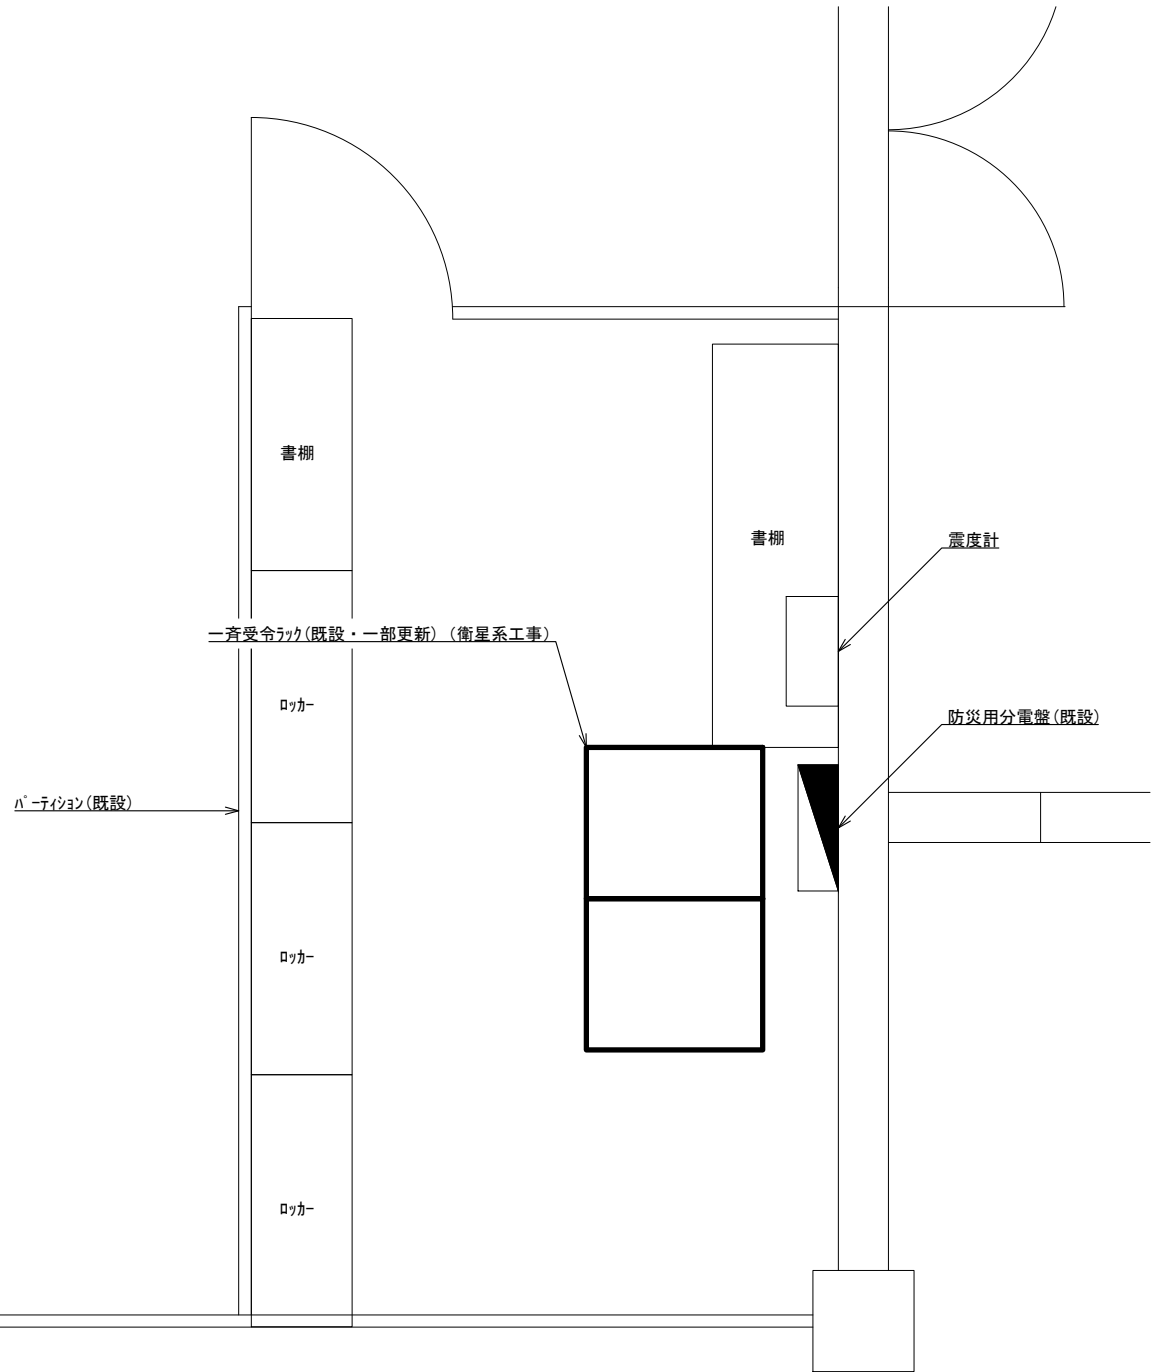 書棚
書棚
震度計
一斉受令ﾗｯｸ(既設・一部更新) (衛星系工事)
ﾛｯｶｰ
防災用分電盤(既設)
ﾊﾟｰﾃｨｼｮﾝ(既設)
ﾛｯｶｰ
ﾛｯｶｰ